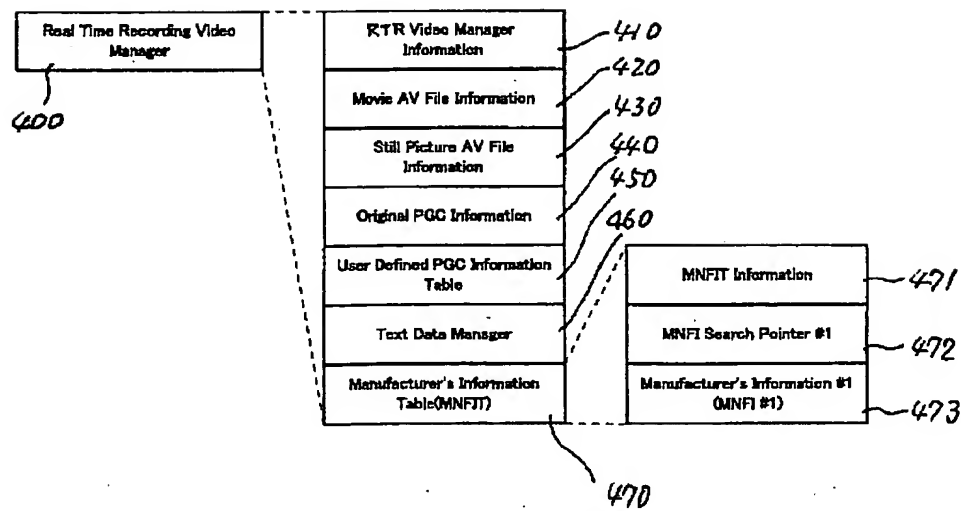 Real Time Recording Video
Manager
400
RTR Video Manager
Information
410
Movie AV File Information
420
Still Picture AV File
Information
430
Original PGC Information
440
User Defined PGC Information
Table
450
Text Data Manager
460
Manufacturer's Information
Table(MNFIT)
470
MNFIT Information
471
MNFI Search Pointer #1
472
Manufacturer's Information #1
(MNFI #1)
473